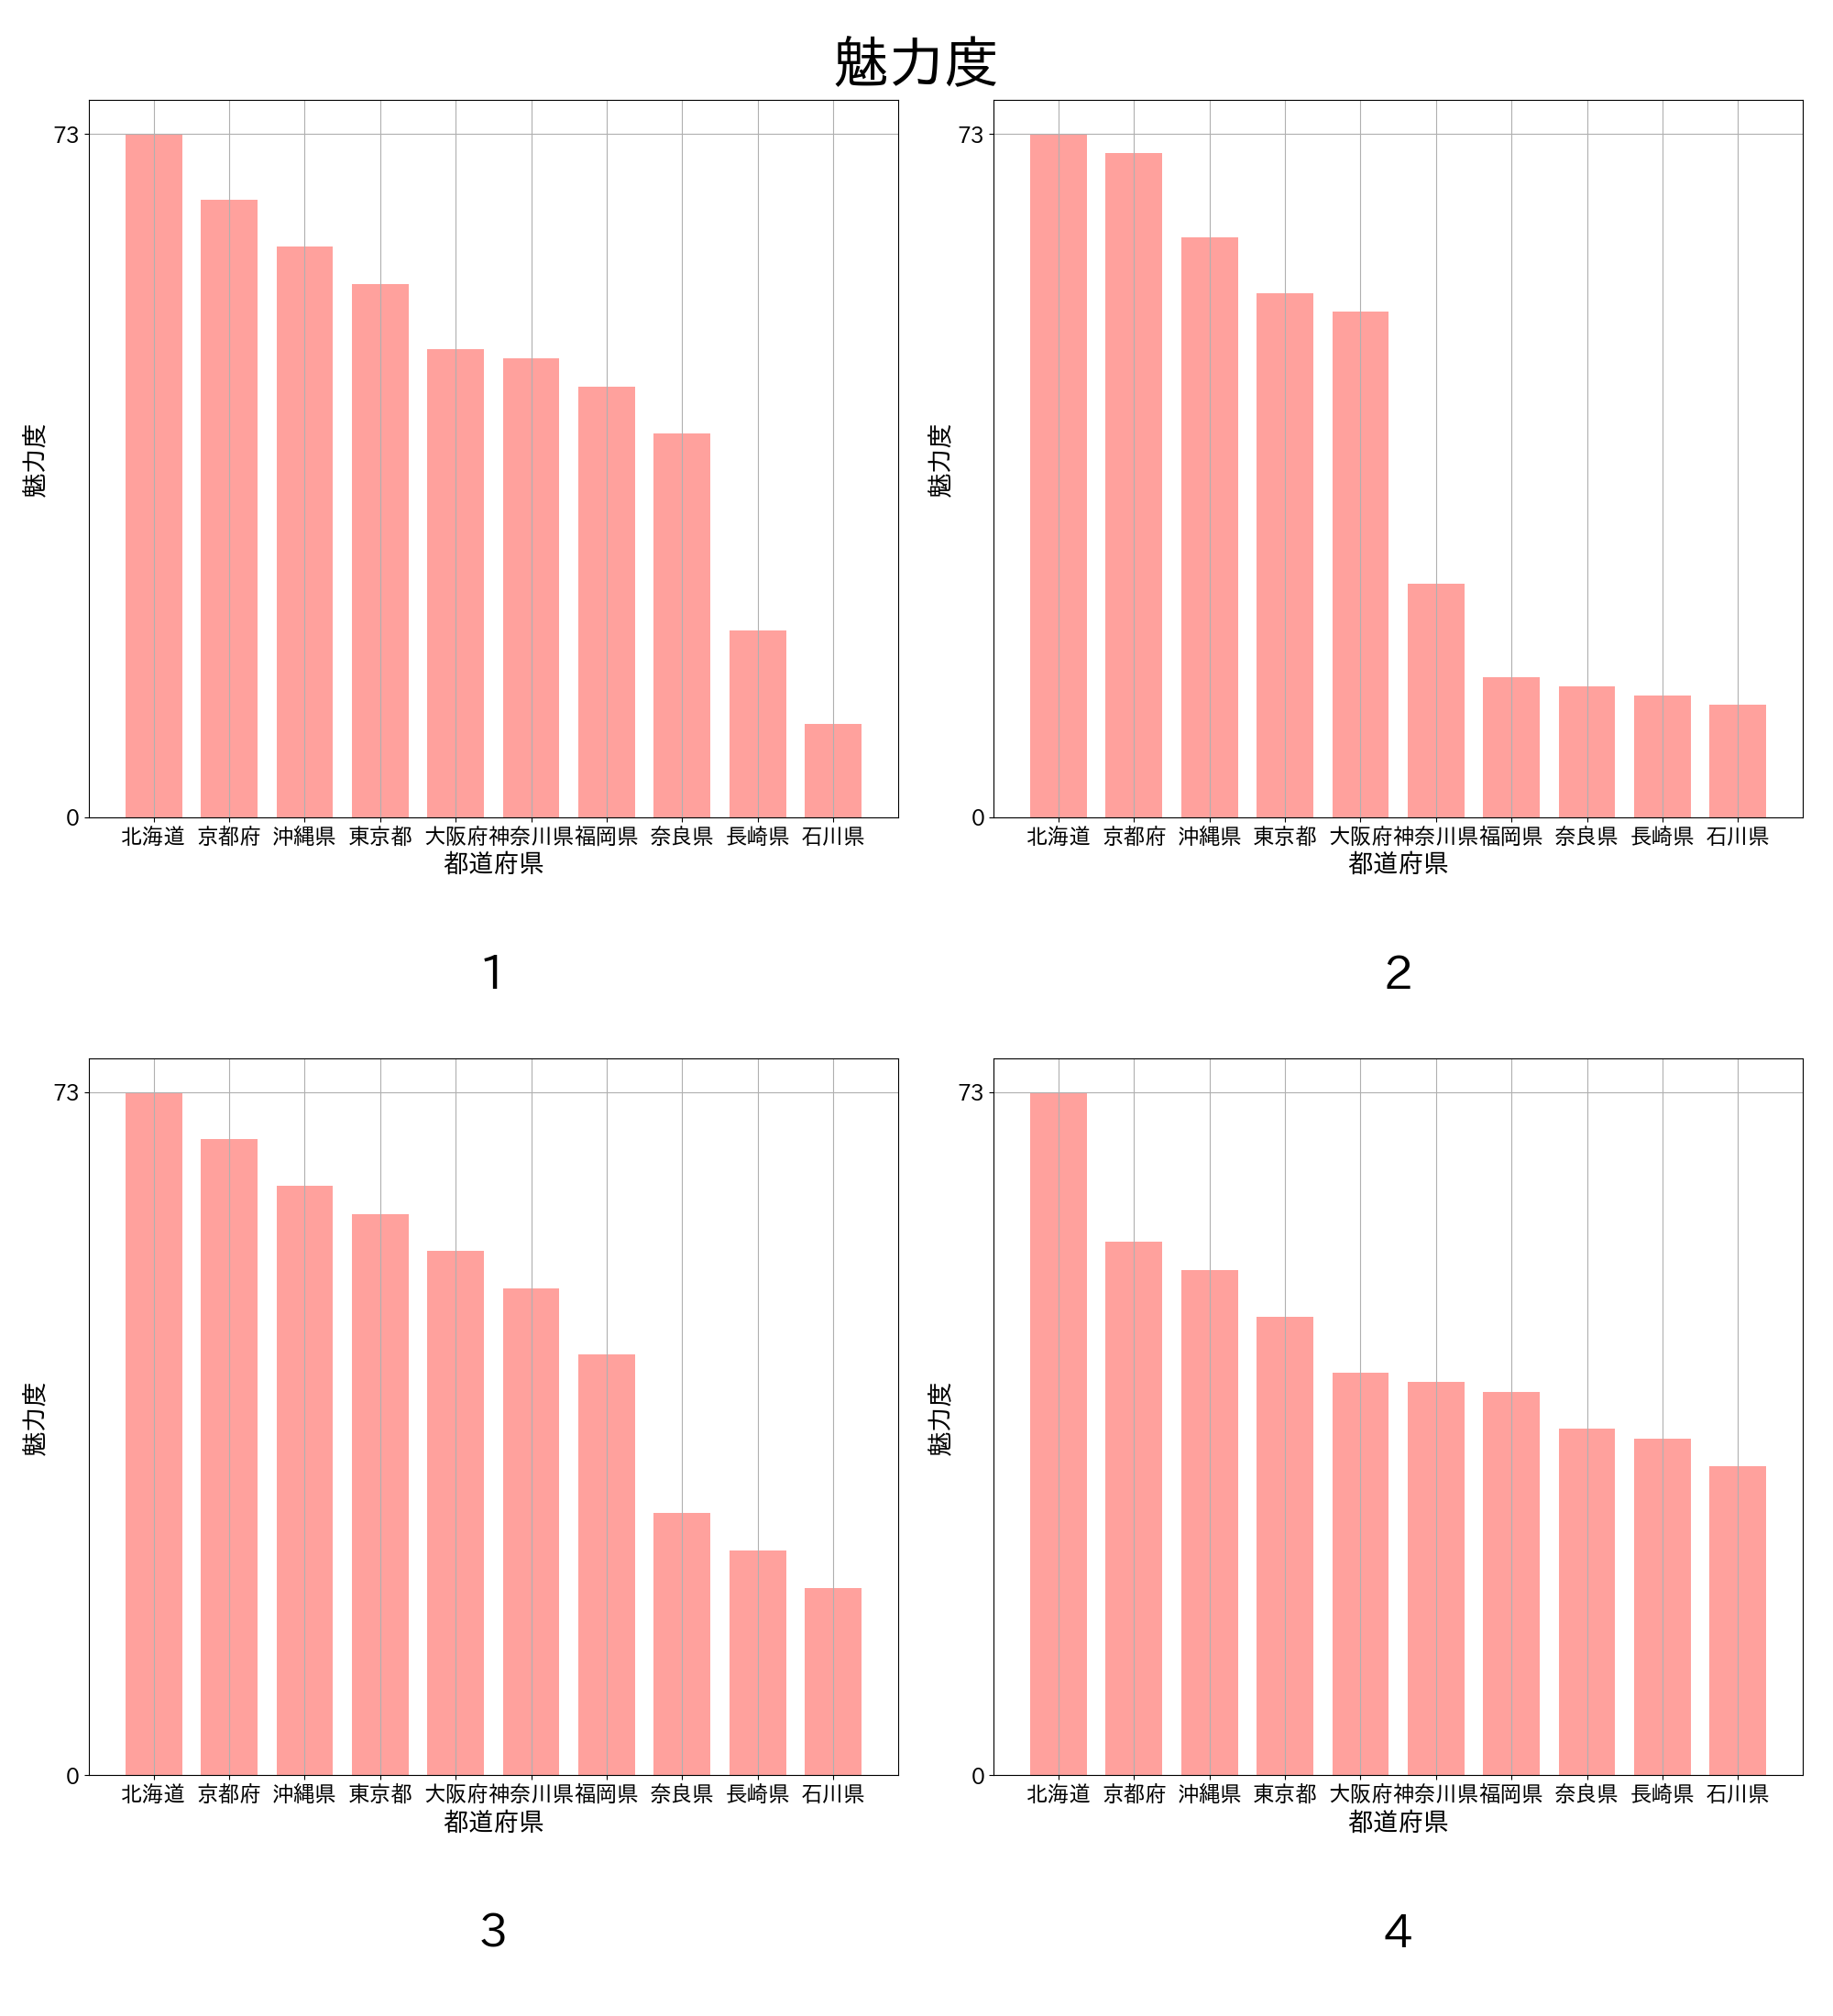 魅力度
73
0
魅力度
北海道 京都府 沖縄県 東京都 大阪府 神奈川県 福岡県 奈良県 長崎県 石川県
都道府県
1
73
0
魅力度
北海道 京都府 沖縄県 東京都 大阪府 神奈川県 福岡県 奈良県 長崎県 石川県
都道府県
2
73
0
魅力度
北海道 京都府 沖縄県 東京都 大阪府 神奈川県 福岡県 奈良県 長崎県 石川県
都道府県
3
73
0
魅力度
北海道 京都府 沖縄県 東京都 大阪府 神奈川県 福岡県 奈良県 長崎県 石川県
都道府県
4